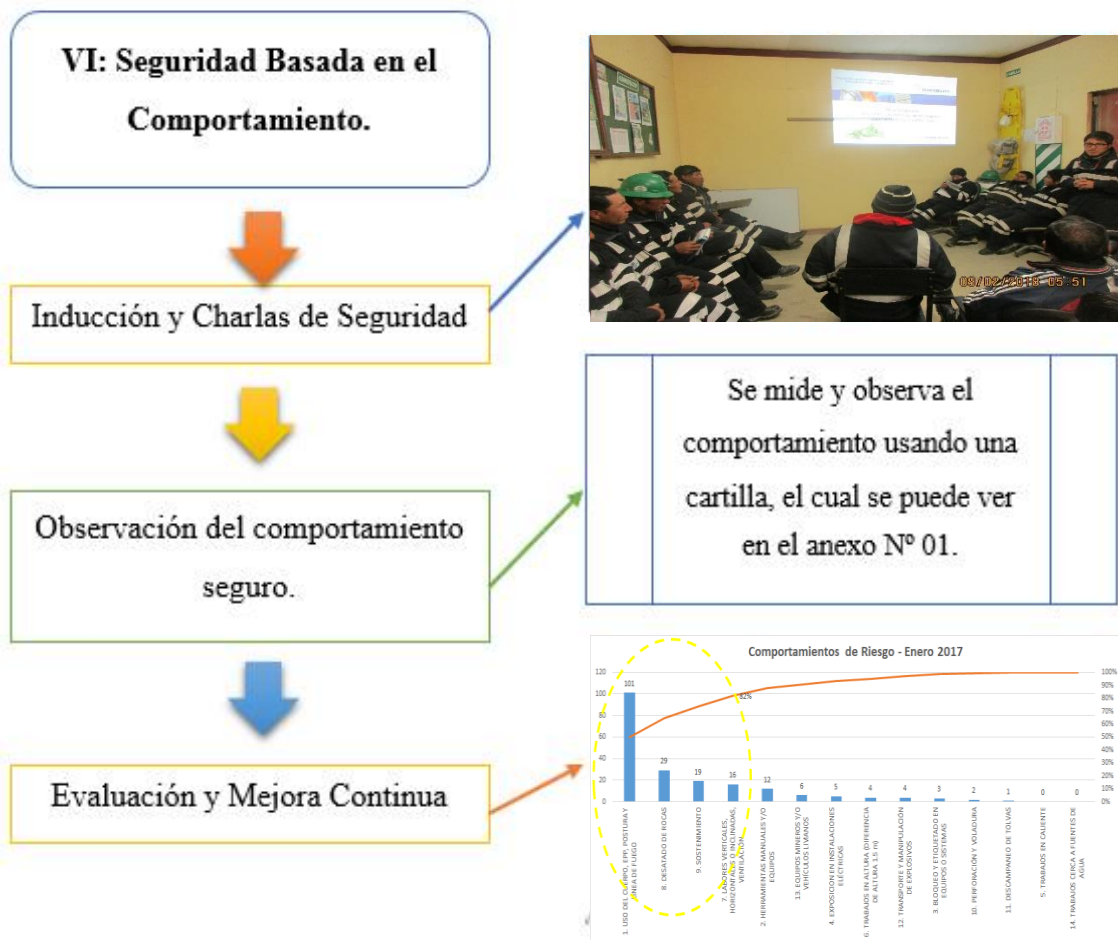 VI: Seguridad Basada en el
Comportamiento.
Inducción y Charlas de Seguridad
Observación del comportamiento
seguro.
Evaluación y Mejora Continua
09/02/2018 05:51
Se mide y observa el
comportamiento usando una
cartilla, el cual se puede ver
en el anexo Nº 01.
Comportamientos de Riesgo - Enero 2017
120
100
80
60
40
20
0
101
29
19
16
12
6
5
4
4
3
2
1
0
0
82%
100%
90%
80%
70%
60%
50%
40%
30%
20%
10%
0%
1. USO DEL CUERPO, EPP, POSTURA Y
LÍNEA DE FUEGO
8. DESATADO DE ROCAS
9. SOSTENIMIENTO
7. LABORES VERTICALES,
HORIZONTALES O INCLINADAS,
VENTILACIÓN
2. HERRAMIENTAS MANUALES Y/O
EQUIPOS
13. EQUIPOS MINEROS Y/O
VEHÍCULOS LIVIANOS
4. EXPOSICION EN INSTALACIONES
ELÉCTRICAS
6. TRABAJOS EN ALTURA (DIFERENCIA
DE ALTURA 1.5 m)
12. TRANSPORTE Y MANIPULACIÓN
DE EXPLOSIVOS
3. BLOQUEO Y ETIQUETADO EN
EQUIPOS O SISTEMAS
10. PERFORACIÓN Y VOLADURA
11. DESCAMPANEO DE TOLVAS
5. TRABAJOS EN CALIENTE
14. TRABAJOS CERCA A FUENTES DE
AGUA